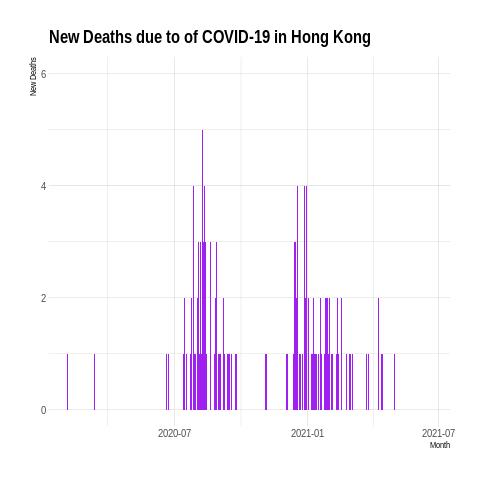 New Deaths due to of COVID-19 in Hong Kong
New Deaths
6
4
2
0
2020-07
2021-01
2021-07
Month